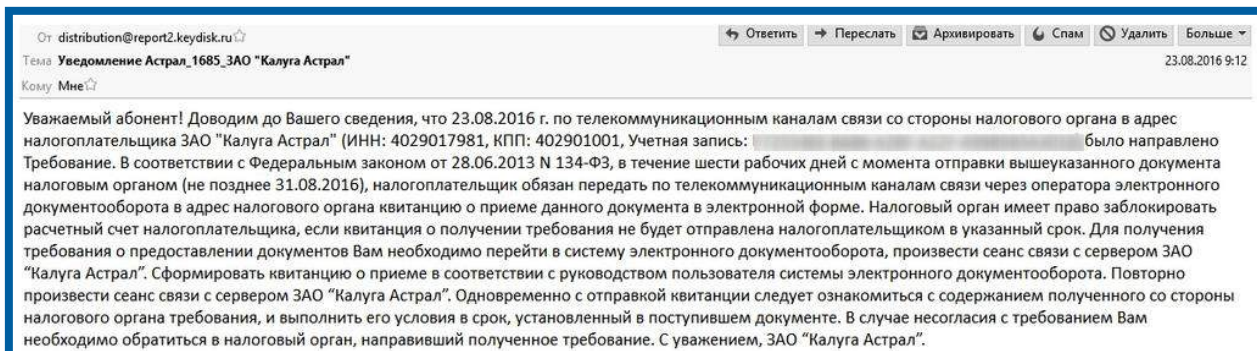 От distribution@report2.keydisk.ru
Ответить Переслать Архивировать Спам Удалить Больше
Тема Уведомление Астрал_1685_ЗАО "Калуга Астрал"
23.08.2016 9:12
Кому Мне
Уважаемый абонент! Доводим до Вашего сведения, что 23.08.2016 г. по телекоммуникационным каналам связи со стороны налогового органа в адрес
налогоплательщика ЗАО "Калуга Астрал" (ИНН: 4029017981, КПП: 402901001, Учетная запись: было направлено
Требование. В соответствии с Федеральным законом от 28.06.2013 N 134-ФЗ, в течение шести рабочих дней с момента отправки вышеуказанного документа
налоговым органом (не позднее 31.08.2016), налогоплательщик обязан передать по телекоммуникационным каналам связи через оператора электронного
документооборота в адрес налогового органа квитанцию о приеме данного документа в электронной форме. Налоговый орган имеет право заблокировать
расчетный счет налогоплательщика, если квитанция о получении требования не будет отправлена налогоплательщиком в указанный срок. Для получения
требования о предоставлении документов Вам необходимо перейти в систему электронного документооборота, произвести сеанс связи с сервером ЗАО
“Калуга Астрал”. Сформировать квитанцию о приеме в соответствии с руководством пользователя системы электронного документооборота. Повторно
произвести сеанс связи с сервером ЗАО “Калуга Астрал”. Одновременно с отправкой квитанции следует ознакомиться с содержанием полученного со стороны
налогового органа требования, и выполнить его условия в срок, установленный в поступившем документе. В случае несогласия с требованием Вам
необходимо обратиться в налоговый орган, направивший полученное требование. С уважением, ЗАО “Калуга Астрал”.